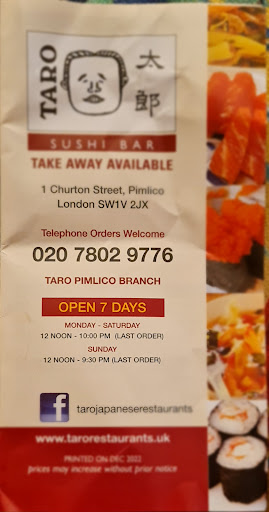 TARO
太郎
SUSHI BAR
TAKE AWAY AVAILABLE
1 Churton Street, Pimlico
London SW1V 2JX
Telephone Orders Welcome
020 7802 9776
TARO PIMLICO BRANCH
OPEN 7 DAYS
MONDAY - SATURDAY
12 NOON - 10:00 PM (LAST ORDER)
SUNDAY
12 NOON - 9:30 PM (LAST ORDER)
f tarojapaneserestaurants
www.tarorestaurants.uk
PRINTED ON DEC 2022
prices may increase without prior notice